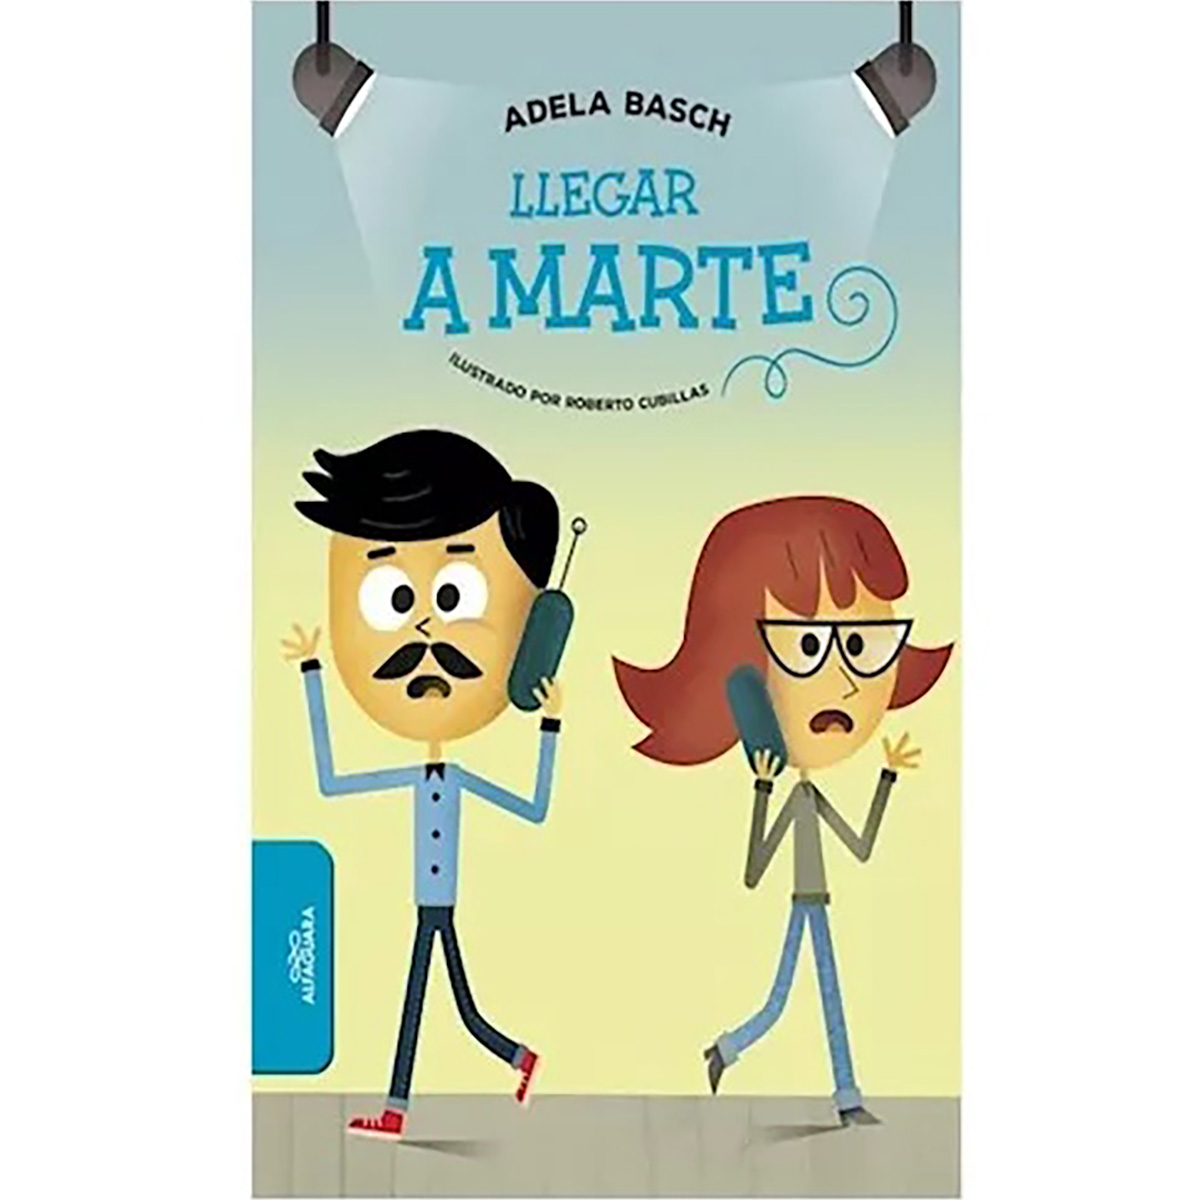 ADELA BASCH
LLEGAR
A MARTE
ILUSTRADO POR ROBERTO CUBILLAS
ALFAGUARA